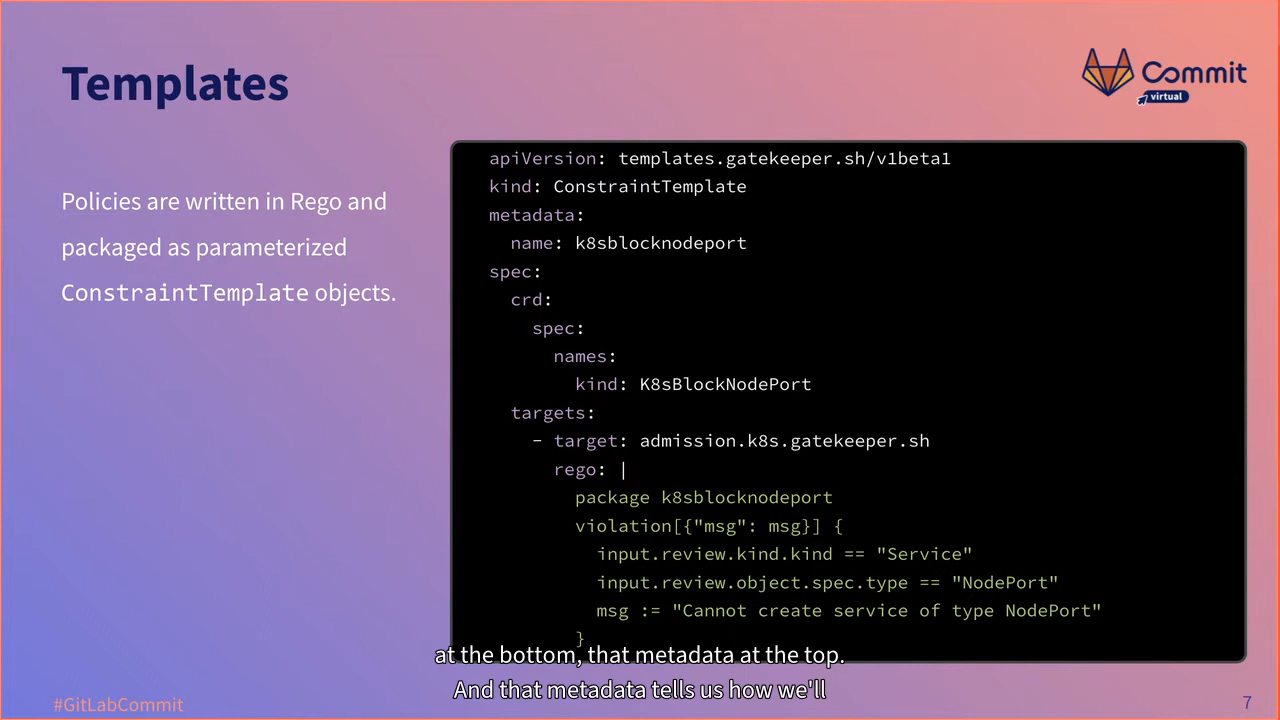 Templates
Commit
virtual
Policies are written in Rego and
packaged as parameterized
ConstraintTemplate objects.
apiVersion: templates.gatekeeper.sh/v1beta1
kind: ConstraintTemplate
metadata:
  name: k8sblocknodeport
spec:
  crd:
    spec:
      names:
        kind: K8sBlockNodePort
  targets:
    - target: admission.k8s.gatekeeper.sh
      rego: |
        package k8sblocknodeport
        violation[{"msg": msg}] {
          input.review.kind.kind == "Service"
          input.review.object.spec.type == "NodePort"
          msg := "Cannot create service of type NodePort"
        }
at the bottom, that metadata at the top.
And that metadata tells us how we'll
#GitLabCommit
7